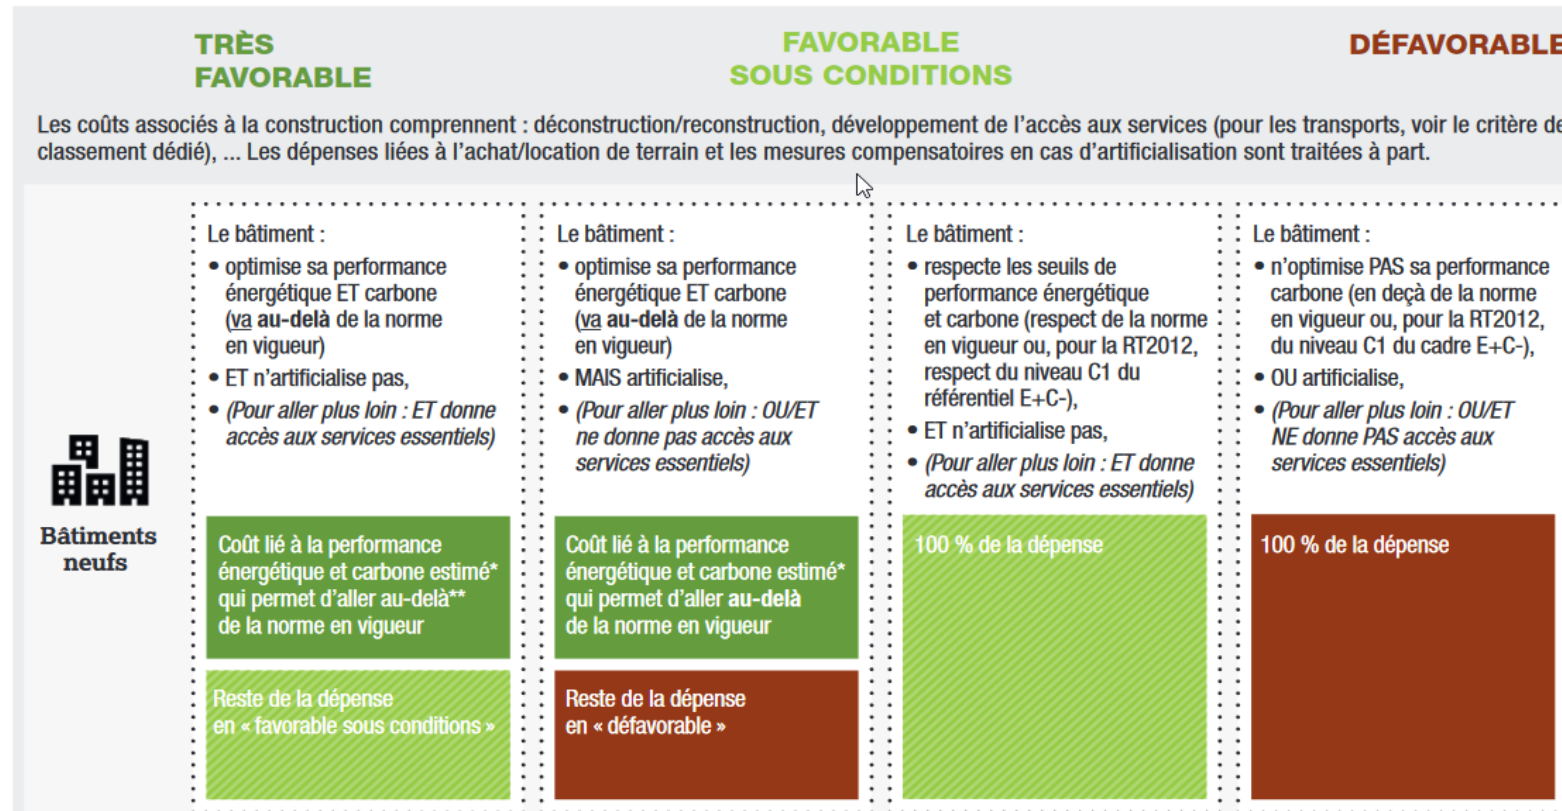 TRÈS
FAVORABLE
FAVORABLE
SOUS CONDITIONS
DÉFAVORABLE
Les coûts associés à la construction comprennent : déconstruction/reconstruction, développement de l'accès aux services (pour les transports, voir le critère de
classement dédié), ... Les dépenses liées à l'achat/location de terrain et les mesures compensatoires en cas d'artificialisation sont traitées à part.
Bâtiments
neufs
Le bâtiment :
• optimise sa performance
énergétique ET carbone
(va au-delà de la norme
en vigueur)
• ET n'artificialise pas,
• (Pour aller plus loin : ET donne
accès aux services essentiels)
Coût lié à la performance
énergétique et carbone estimé*
qui permet d'aller au-delà**
de la norme en vigueur
Reste de la dépense
en « favorable sous conditions »
Le bâtiment :
• optimise sa performance
énergétique ET carbone
(va au-delà de la norme
en vigueur)
• MAIS artificialise,
• (Pour aller plus loin : OU/ET
ne donne pas accès aux
services essentiels)
Coût lié à la performance
énergétique et carbone estimé*
qui permet d'aller au-delà
de la norme en vigueur
Reste de la dépense
en « défavorable »
Le bâtiment :
• respecte les seuils de
performance énergétique
et carbone (respect de la norme
en vigueur ou, pour la RT2012,
respect du niveau C1 du
référentiel E+C-),
• ET n'artificialise pas,
• (Pour aller plus loin : ET donne
accès aux services essentiels)
100 % de la dépense
Le bâtiment :
• n'optimise PAS sa performance
carbone (en deçà de la norme
en vigueur ou, pour la RT2012,
du niveau C1 du cadre E+C-),
• OU artificialise,
• (Pour aller plus loin : OU/ET
NE donne PAS accès aux
services essentiels)
100 % de la dépense